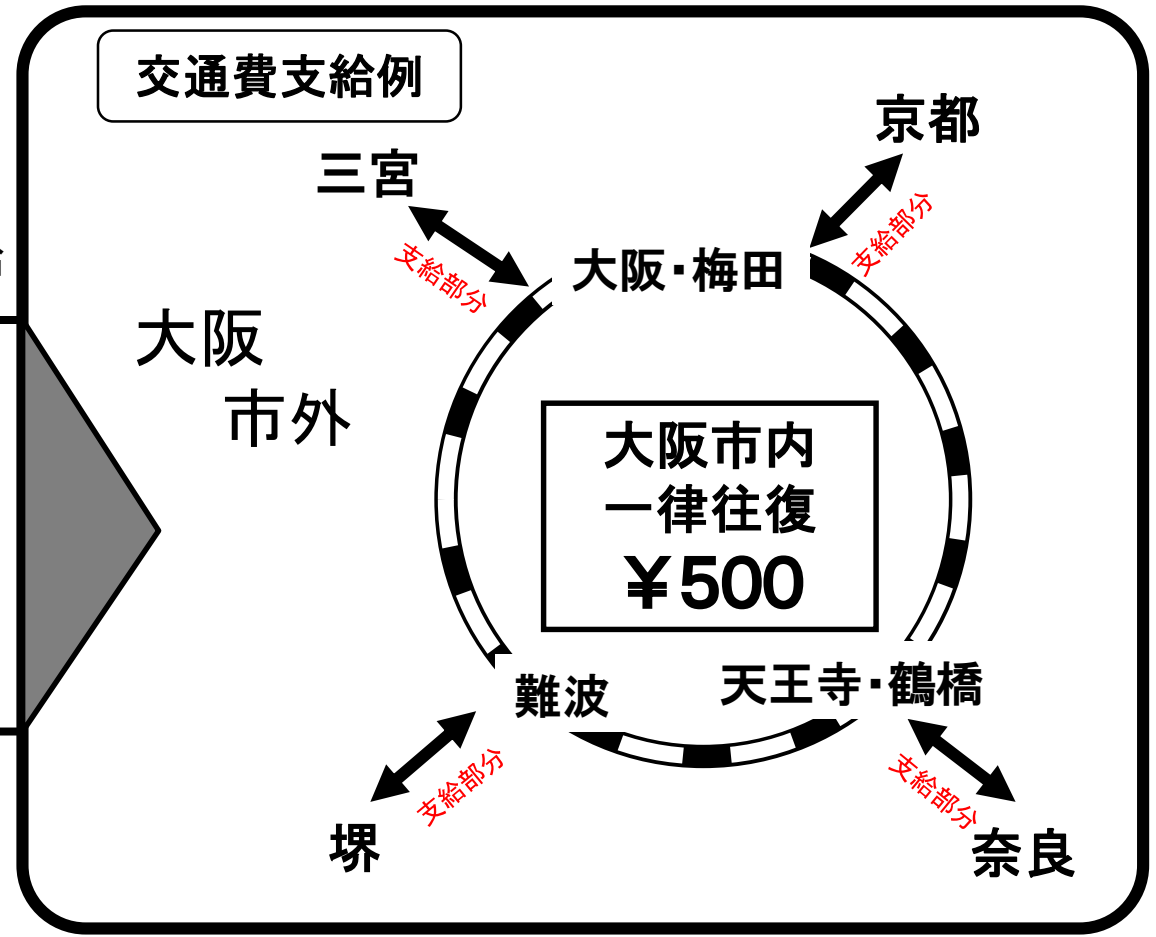 交通費支給例
京都
三宮
支給部分
支給部分
大阪・梅田
大阪
市外
大阪市内
一律往復
￥500
難波
天王寺・鶴橋
支給部分
支給部分
堺
奈良